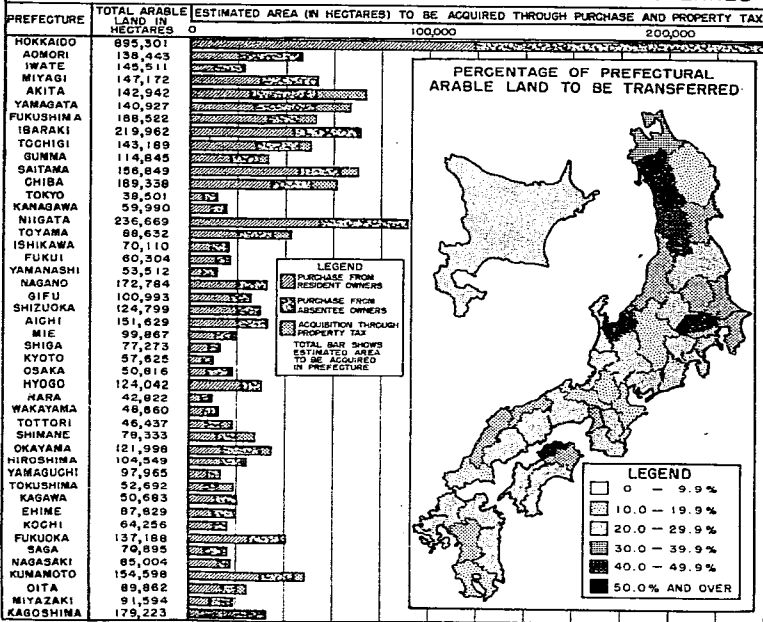 PREFECTURE
TOTAL ARABLE LAND IN HECTARES
ESTIMATED AREA (IN HECTARES) TO BE ACQUIRED THROUGH PURCHASE AND PROPERTY TAX
0 100,000 200,000
HOKKAIDO 895,301
AOMORI 138,443
IWATE 145,511
MIYAGI 147,172
AKITA 142,942
YAMAGATA 140,927
FUKUSHIMA 188,522
IBARAKI 219,962
TOCHIGI 143,189
GUMMA 114,845
SAITAMA 156,849
CHIBA 189,338
TOKYO 38,501
KANAGAWA 59,990
NIIGATA 236,669
TOYAMA 88,632
ISHIKAWA 70,110
FUKUI 60,304
YAMANASHI 53,512
NAGANO 172,784
GIFU 100,993
SHIZUOKA 124,799
AICHI 151,629
MIE 99,867
SHIGA 77,273
KYOTO 57,625
OSAKA 50,816
HYOGO 124,042
NARA 42,822
WAKAYAMA 48,660
TOTTORI 46,437
SHIMANE 78,333
OKAYAMA 121,998
HIROSHIMA 104,549
YAMAGUCHI 97,965
TOKUSHIMA 52,692
KAGAWA 50,683
EHIME 87,829
KOCHI 64,256
FUKUOKA 137,188
SAGA 70,895
NAGASAKI 85,004
KUMAMOTO 154,598
OITA 89,862
MIYAZAKI 91,594
KAGOSHIMA 179,223
LEGEND
PURCHASE FROM
RESIDENT OWNERS
PURCHASE FROM
ABSENTEE OWNERS
ACQUISITION THROUGH
PROPERTY TAX
TOTAL BAR SHOWS
ESTIMATED AREA
TO BE ACQUIRED
IN PREFECTURE
PERCENTAGE OF PREFECTURAL
ARABLE LAND TO BE TRANSFERRED
LEGEND
0 - 9.9%
10.0 - 19.9%
20.0 - 29.9%
30.0 - 39.9%
40.0 - 49.9%
50.0% AND OVER